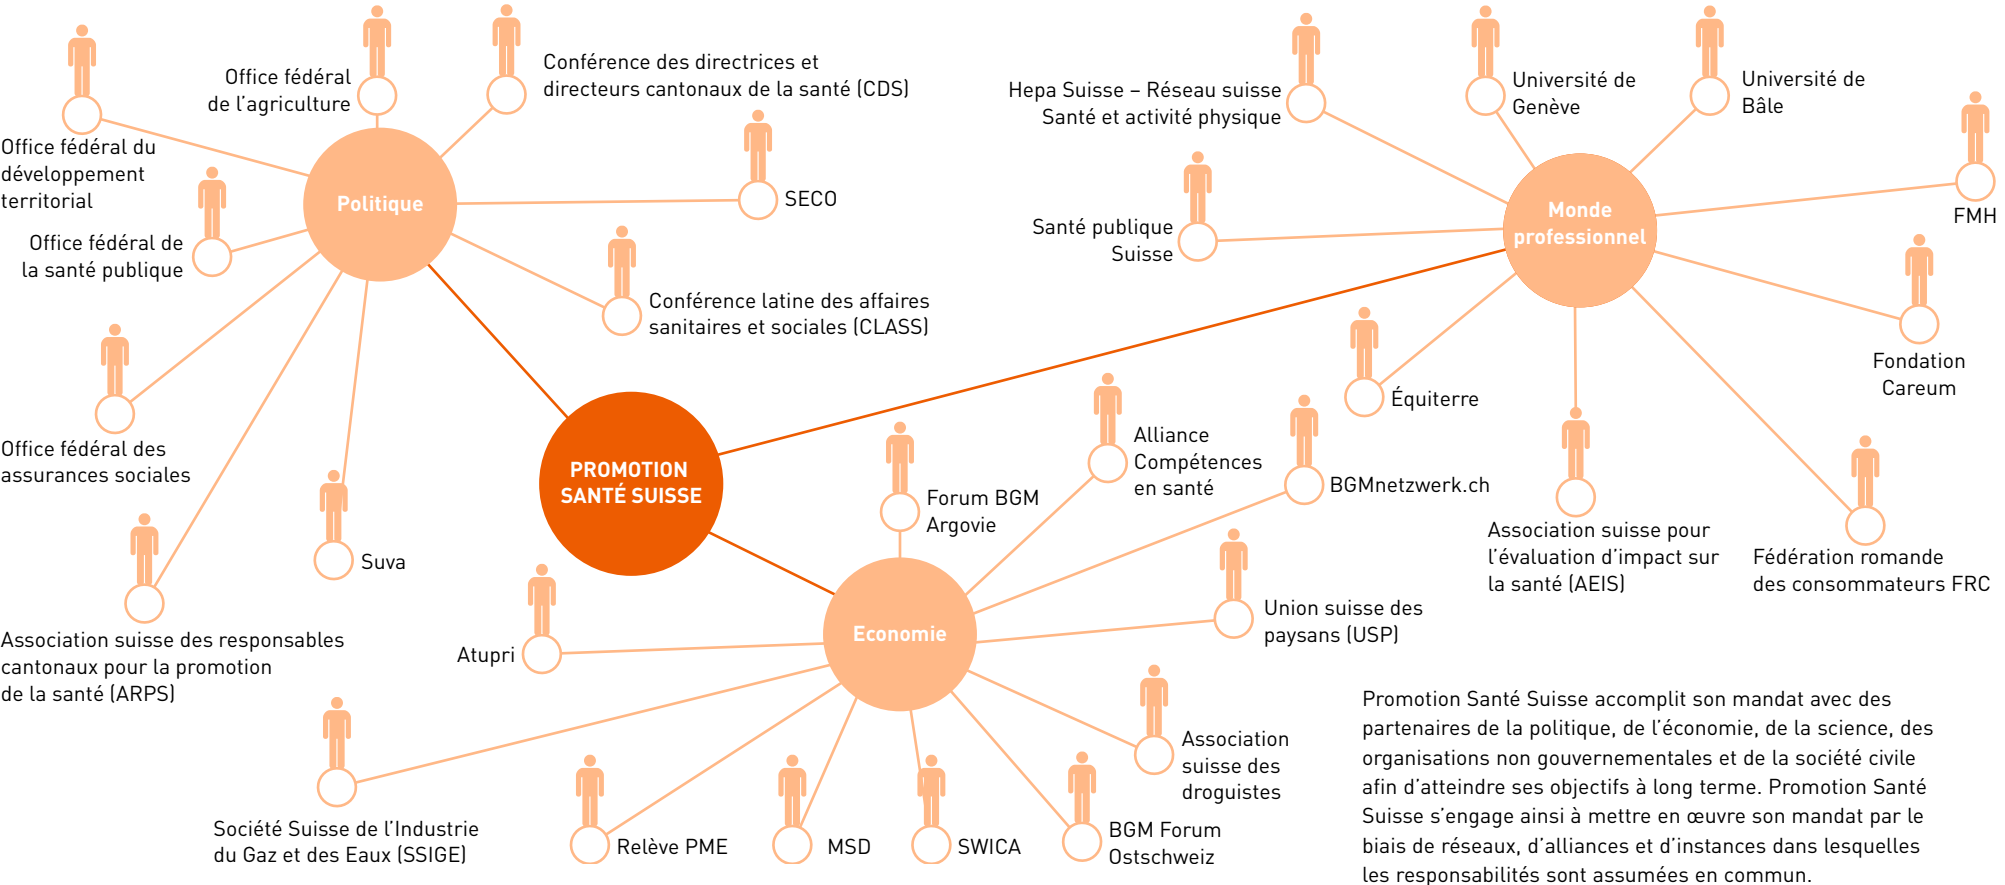 Office fédéral
de l’agriculture
Conférence des directrices et
directeurs cantonaux de la santé (CDS)
Office fédéral du
développement
territorial
Politique
SECO
Office fédéral de
la santé publique
Conférence latine des affaires
sanitaires et sociales (CLASS)
Office fédéral des
assurances sociales
Suva
Association suisse des responsables
cantonaux pour la promotion
de la santé (ARPS)
PROMOTION
SANTÉ SUISSE
Hepa Suisse – Réseau suisse
Santé et activité physique
Université de
Genève
Université de
Bâle
FMH
Monde
professionnel
Santé publique
Suisse
Fondation
Careum
Équiterre
Association suisse pour
l’évaluation d’impact sur
la santé (AEIS)
Fédération romande
des consommateurs FRC
Forum BGM
Argovie
Alliance
Compétences
en santé
BGMnetzwerk.ch
Economie
Union suisse des
paysans (USP)
Atupri
Association
suisse des
droguistes
Société Suisse de l’Industrie
du Gaz et des Eaux (SSIGE)
Relève PME
MSD
SWICA
BGM Forum
Ostschweiz
Promotion Santé Suisse accomplit son mandat avec des
partenaires de la politique, de l’économie, de la science, des
organisations non gouvernementales et de la société civile
afin d’atteindre ses objectifs à long terme. Promotion Santé
Suisse s’engage ainsi à mettre en œuvre son mandat par le
biais de réseaux, d’alliances et d’instances dans lesquelles
les responsabilités sont assumées en commun.